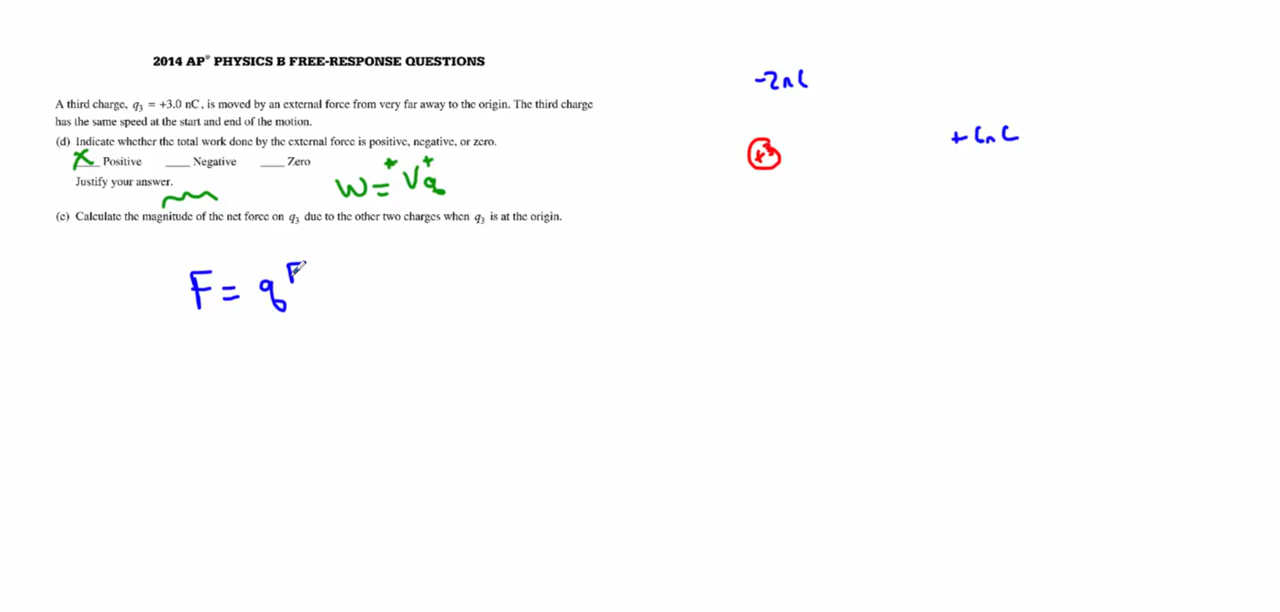 2014 AP® PHYSICS B FREE-RESPONSE QUESTIONS
-2nC
A third charge, q₃ = +3.0 nC, is moved by an external force from very far away to the origin. The third charge
has the same speed at the start and end of the motion.
(d) Indicate whether the total work done by the external force is positive, negative, or zero.
+6nC
X Positive ___ Negative ___ Zero
+3
Justify your answer.
W = V⁺q⁺
(e) Calculate the magnitude of the net force on q₃ due to the other two charges when q₃ is at the origin.
F = q